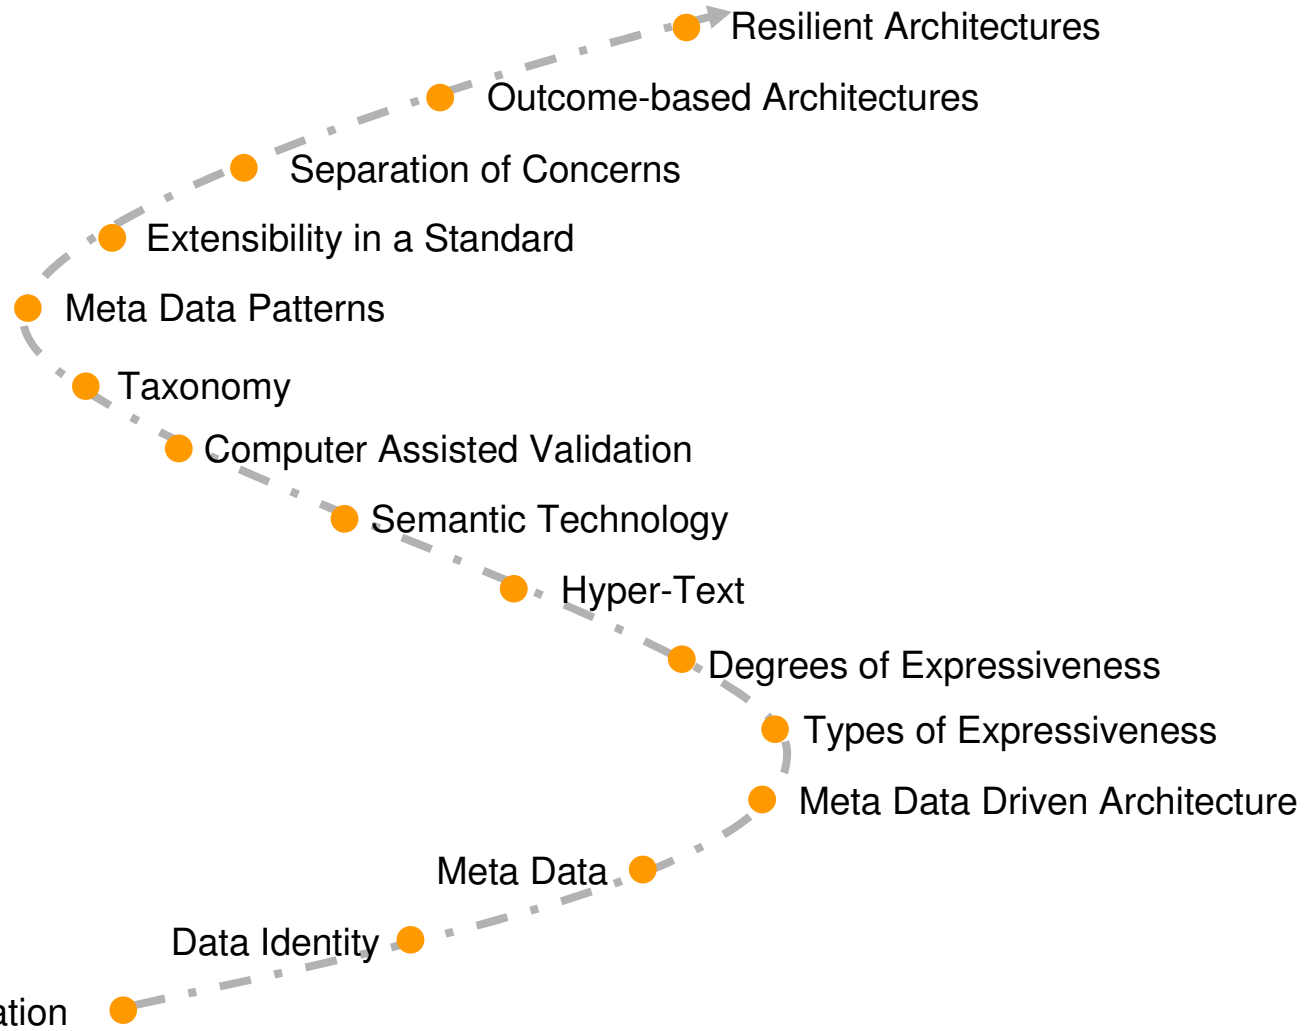 Resilient Architectures
Outcome-based Architectures
Separation of Concerns
Extensibility in a Standard
Meta Data Patterns
Taxonomy
Computer Assisted Validation
Semantic Technology
Hyper-Text
Degrees of Expressiveness
Types of Expressiveness
Meta Data Driven Architecture
Meta Data
Data Identity